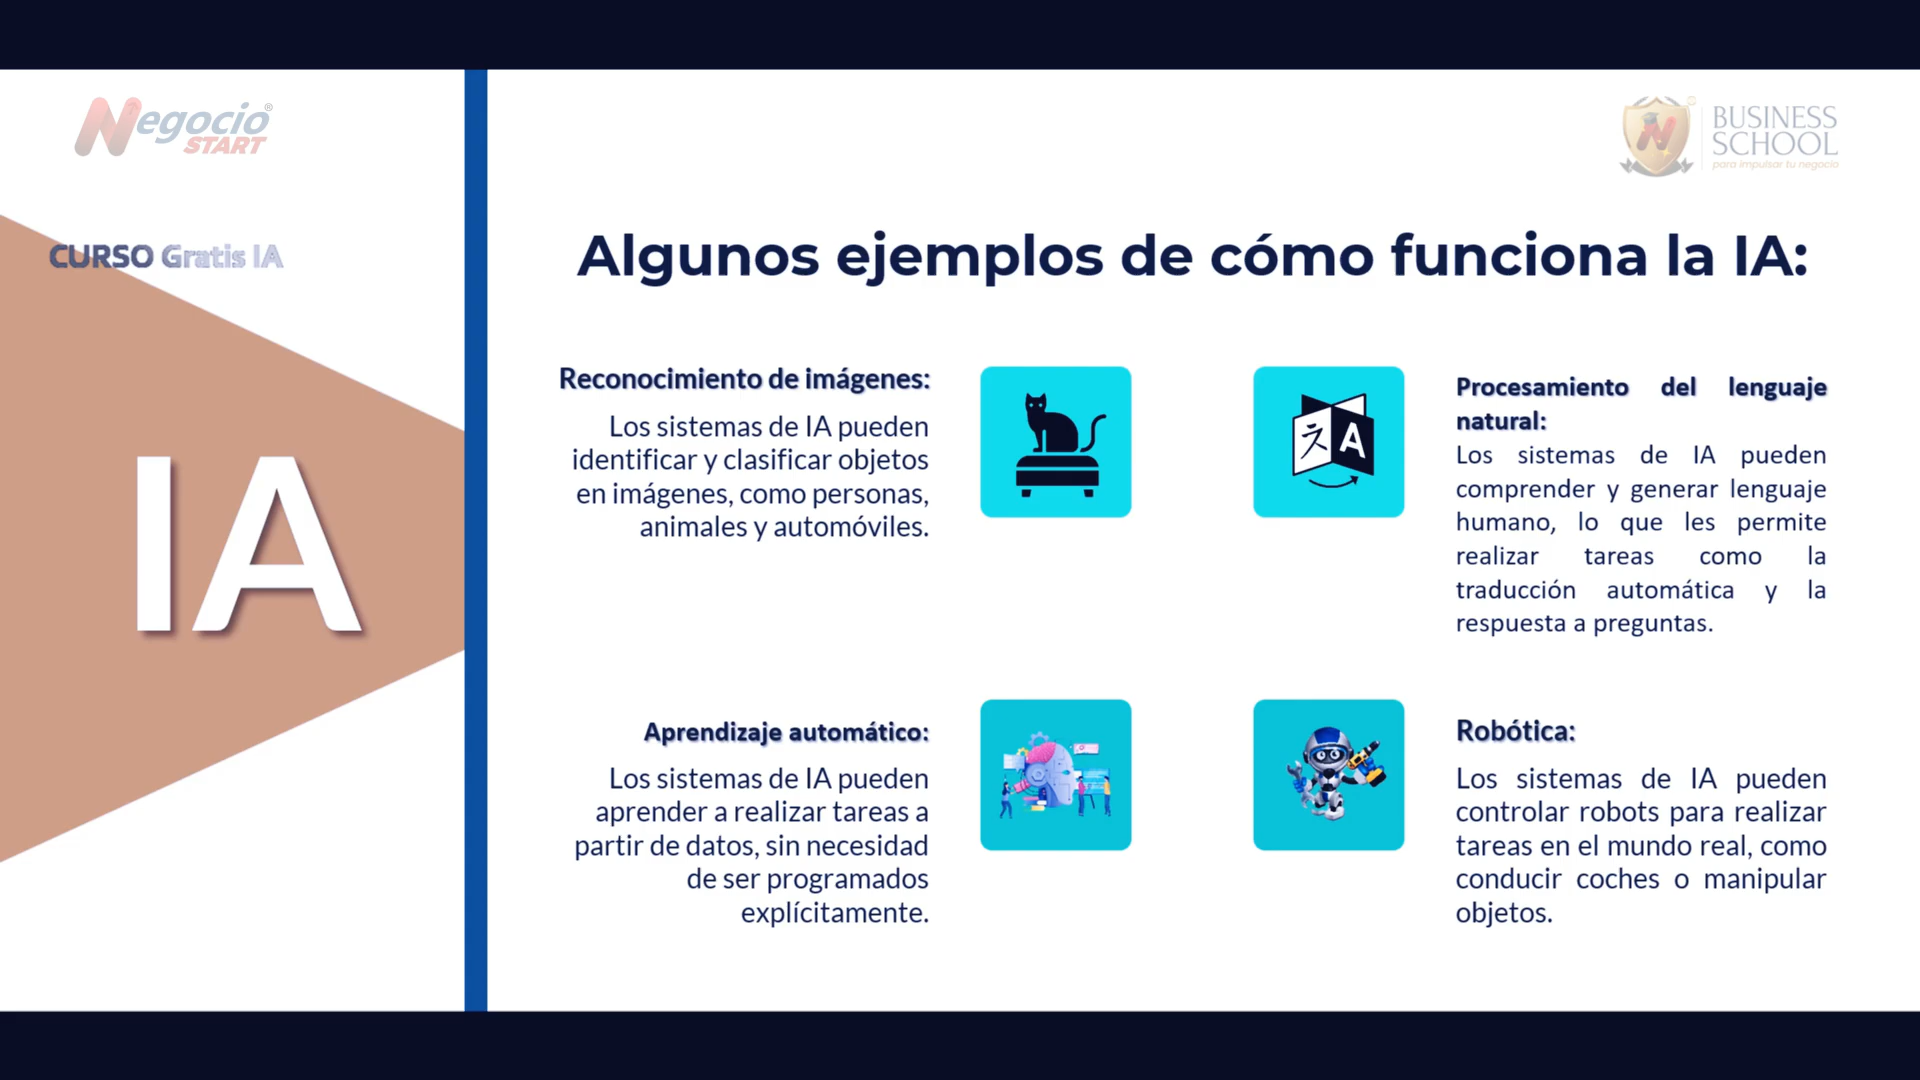 Negocio®
START
BUSINESS
SCHOOL
para impulsar tu negocio
CURSO Gratis IA
IA
Algunos ejemplos de cómo funciona la IA:
Reconocimiento de imágenes:
Los sistemas de IA pueden
identificar y clasificar objetos
en imágenes, como personas,
animales y automóviles.
A
Procesamiento del lenguaje
natural:
Los sistemas de IA pueden
comprender y generar lenguaje
humano, lo que les permite
realizar tareas como la
traducción automática y la
respuesta a preguntas.
Aprendizaje automático:
Los sistemas de IA pueden
aprender a realizar tareas a
partir de datos, sin necesidad
de ser programados
explícitamente.
Robótica:
Los sistemas de IA pueden
controlar robots para realizar
tareas en el mundo real, como
conducir coches o manipular
objetos.